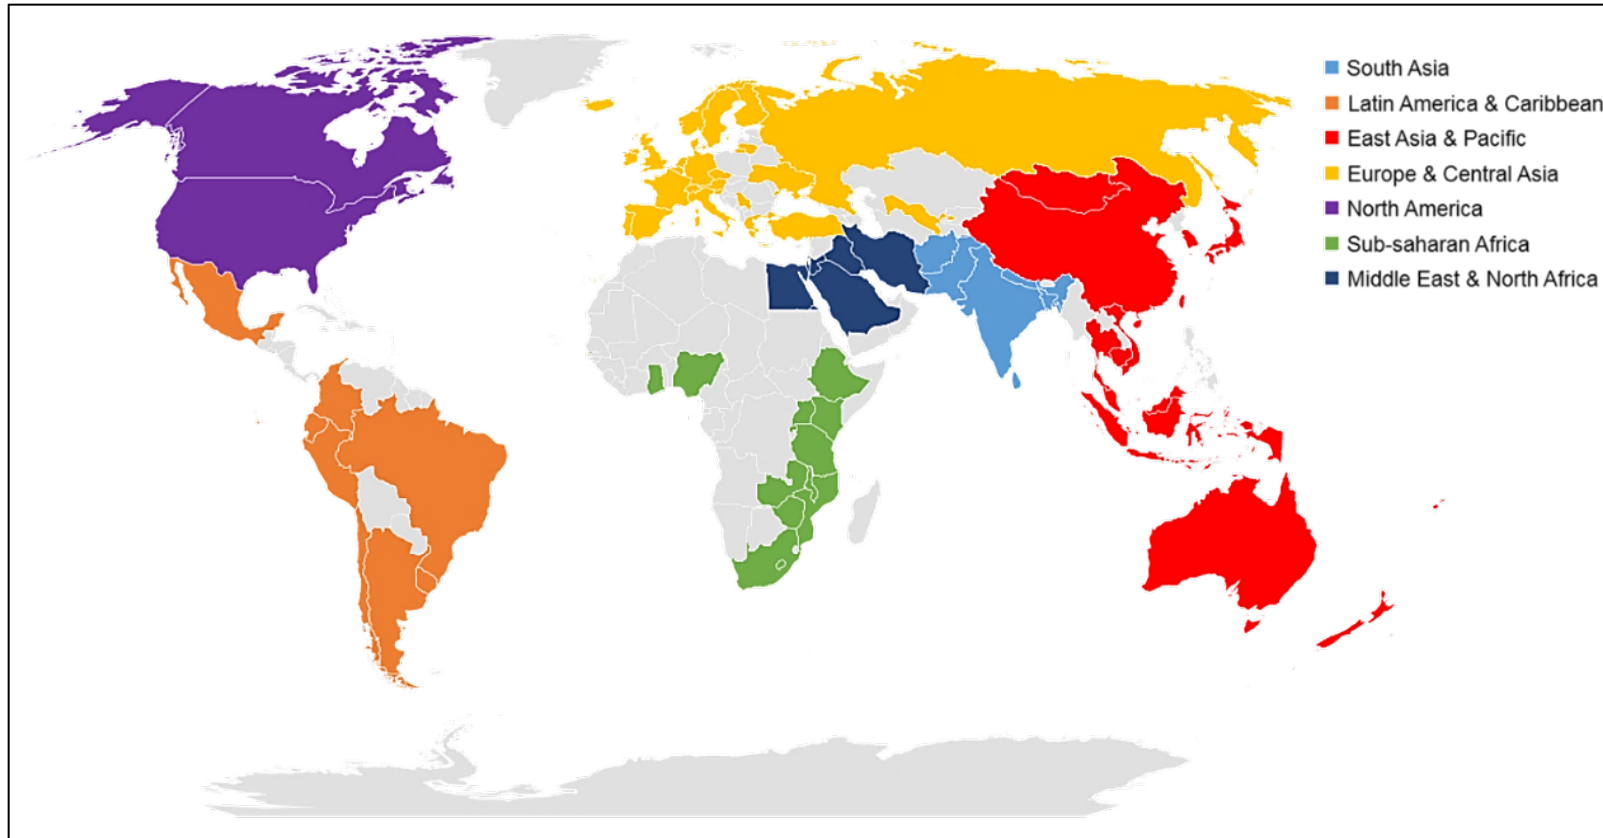 South Asia
Latin America & Caribbean
East Asia & Pacific
Europe & Central Asia
North America
Sub-saharan Africa
Middle East & North Africa